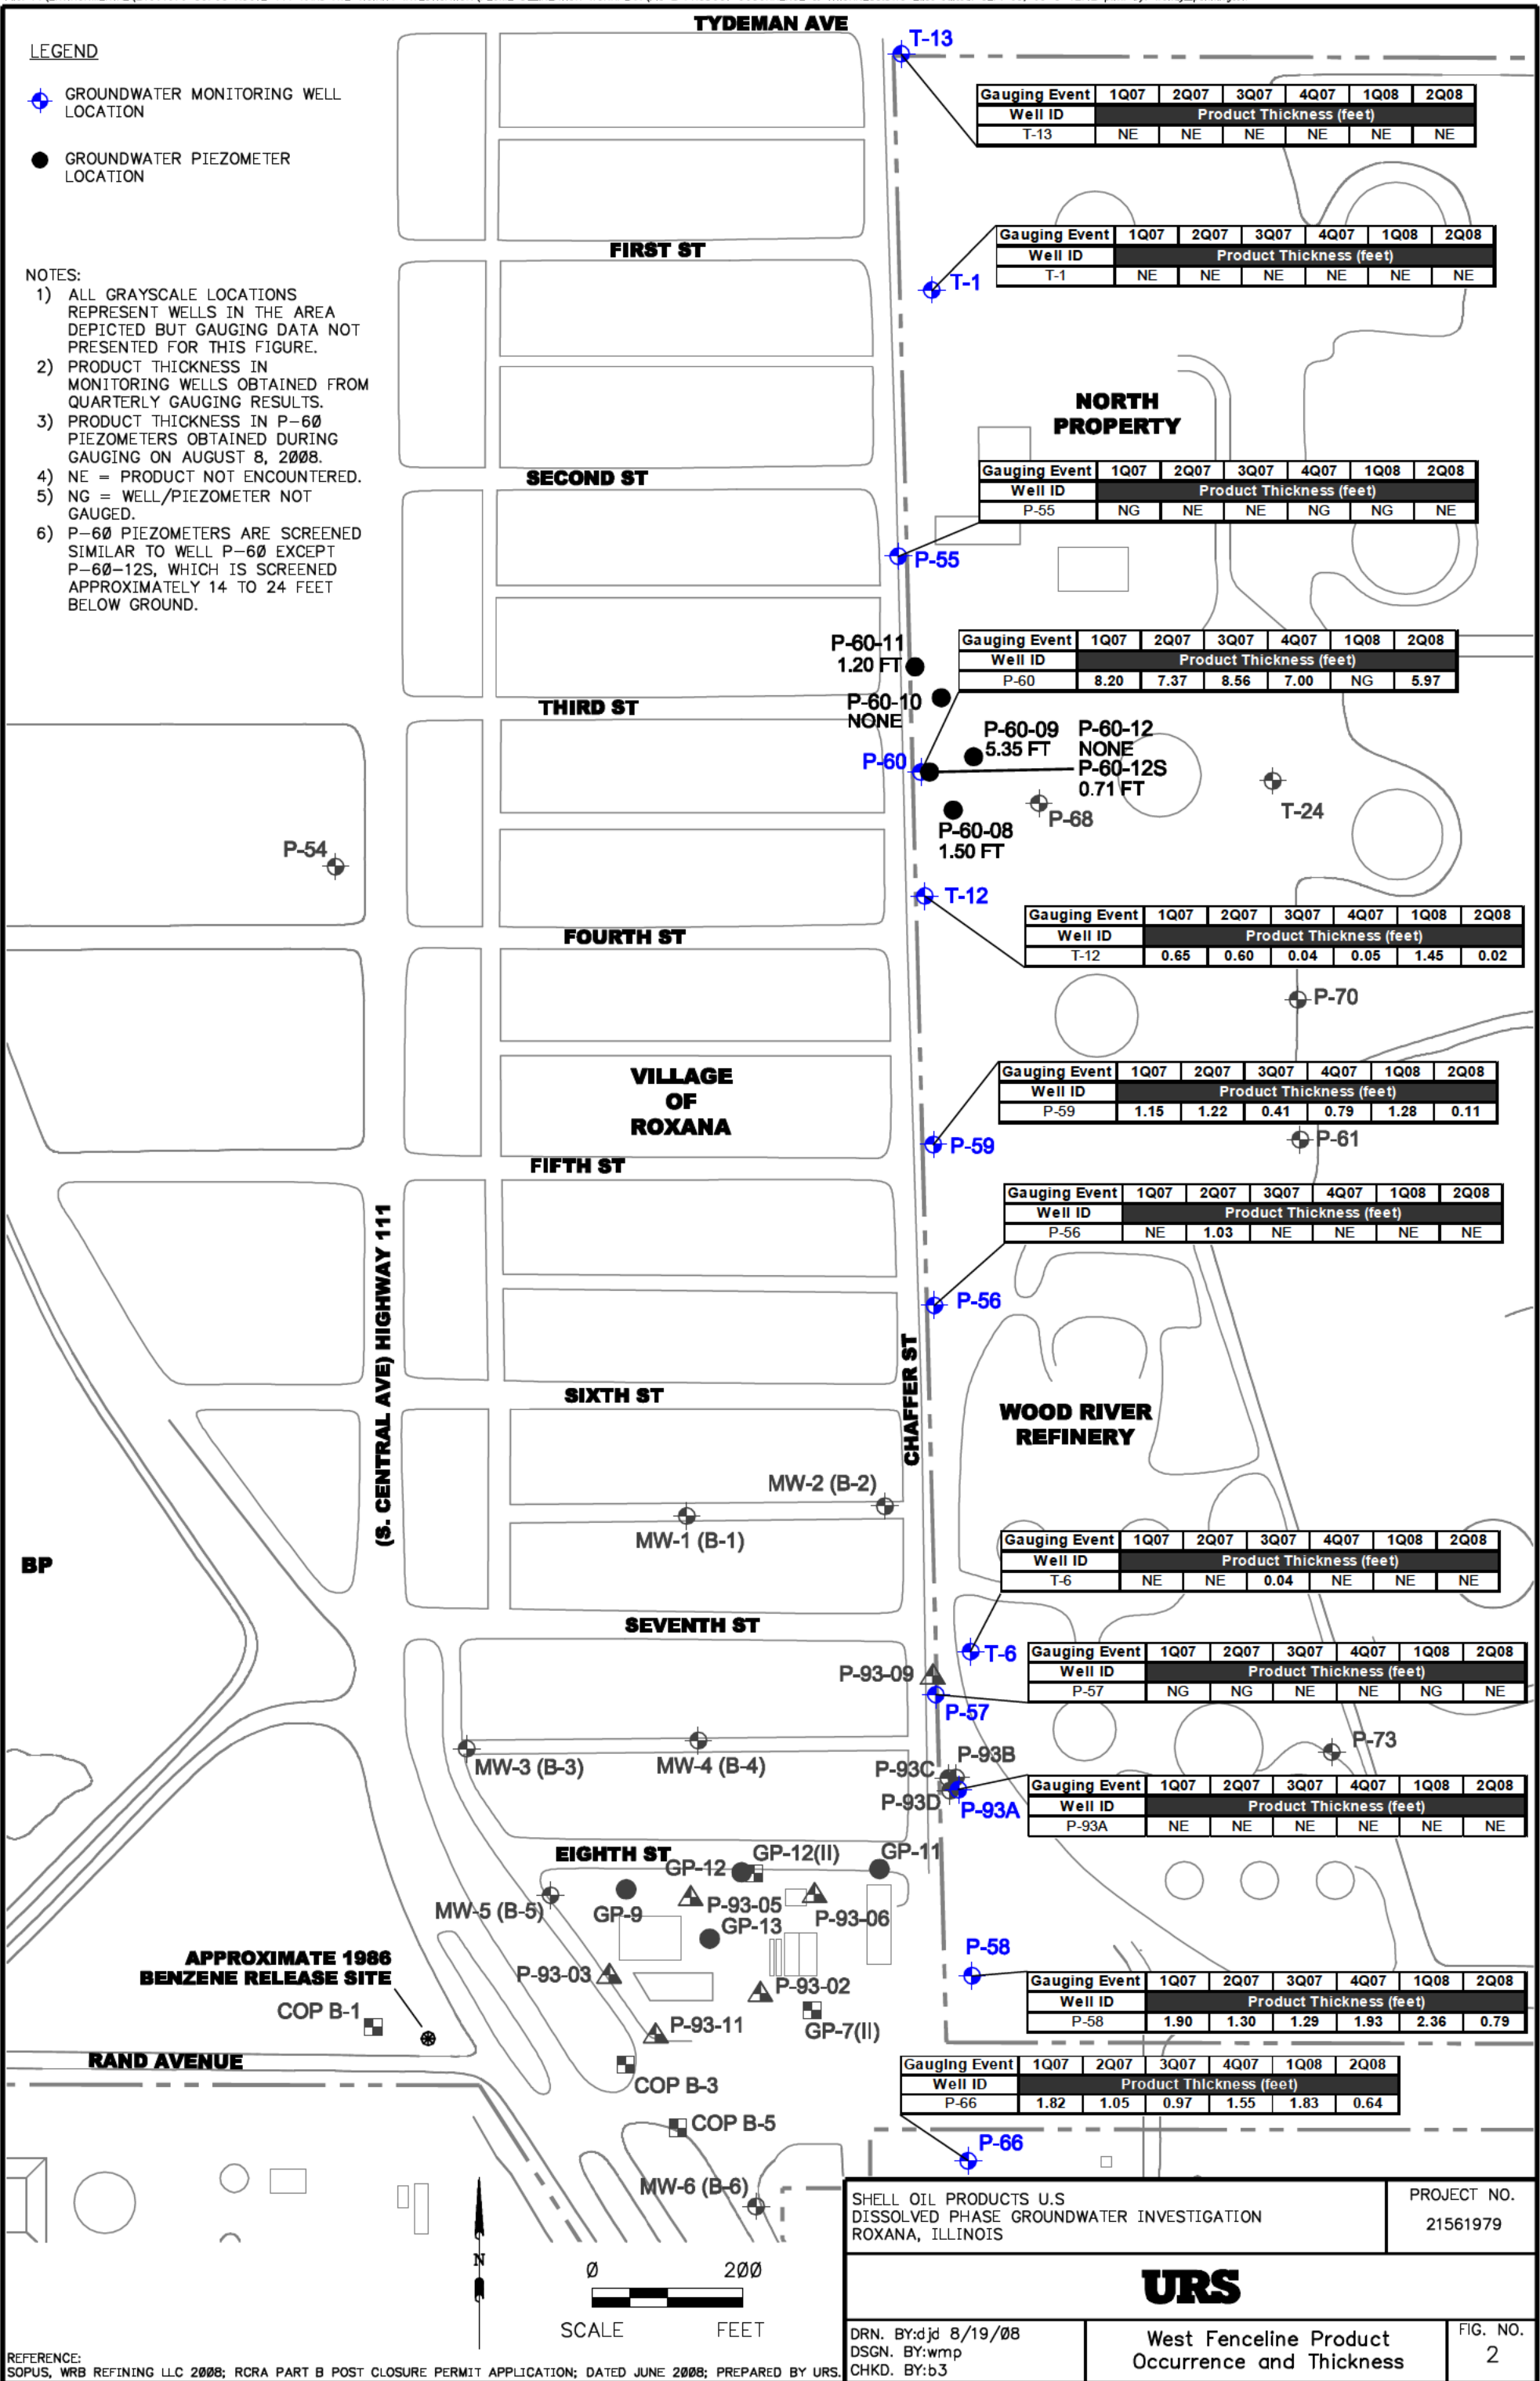 TYDEMAN AVE
LEGEND
GROUNDWATER MONITORING WELL
LOCATION
GROUNDWATER PIEZOMETER
LOCATION
NOTES:
1) ALL GRAYSCALE LOCATIONS
REPRESENT WELLS IN THE AREA
DEPICTED BUT GAUGING DATA NOT
PRESENTED FOR THIS FIGURE.
2) PRODUCT THICKNESS IN
MONITORING WELLS OBTAINED FROM
QUARTERLY GAUGING RESULTS.
3) PRODUCT THICKNESS IN P-60
PIEZOMETERS OBTAINED DURING
GAUGING ON AUGUST 8, 2008.
4) NE = PRODUCT NOT ENCOUNTERED.
5) NG = WELL/PIEZOMETER NOT
GAUGED.
6) P-60 PIEZOMETERS ARE SCREENED
SIMILAR TO WELL P-60 EXCEPT
P-60-12S, WHICH IS SCREENED
APPROXIMATELY 14 TO 24 FEET
BELOW GROUND.
T-13
Gauging Event 1Q07 2Q07 3Q07 4Q07 1Q08 2Q08
Well ID Product Thickness (feet)
T-13 NE NE NE NE NE NE
FIRST ST
T-1
Gauging Event 1Q07 2Q07 3Q07 4Q07 1Q08 2Q08
Well ID Product Thickness (feet)
T-1 NE NE NE NE NE NE
NORTH
PROPERTY
SECOND ST
Gauging Event 1Q07 2Q07 3Q07 4Q07 1Q08 2Q08
Well ID Product Thickness (feet)
P-55 NG NE NE NG NG NE
P-55
P-60-11
1.20 FT
Gauging Event 1Q07 2Q07 3Q07 4Q07 1Q08 2Q08
Well ID Product Thickness (feet)
P-60 8.20 7.37 8.56 7.00 NG 5.97
P-60-10
NONE
THIRD ST
P-60-09
5.35 FT
P-60-12
NONE
P-60-12S
0.71 FT
P-60
P-68
T-24
P-60-08
1.50 FT
P-54
T-12
Gauging Event 1Q07 2Q07 3Q07 4Q07 1Q08 2Q08
Well ID Product Thickness (feet)
T-12 0.65 0.60 0.04 0.05 1.45 0.02
FOURTH ST
P-70
VILLAGE
OF
ROXANA
Gauging Event 1Q07 2Q07 3Q07 4Q07 1Q08 2Q08
Well ID Product Thickness (feet)
P-59 1.15 1.22 0.41 0.79 1.28 0.11
P-59
P-61
FIFTH ST
Gauging Event 1Q07 2Q07 3Q07 4Q07 1Q08 2Q08
Well ID Product Thickness (feet)
P-56 NE 1.03 NE NE NE NE
P-56
(S. CENTRAL AVE) HIGHWAY 111
CHAFFER ST
SIXTH ST
WOOD RIVER
REFINERY
MW-2 (B-2)
MW-1 (B-1)
BP
Gauging Event 1Q07 2Q07 3Q07 4Q07 1Q08 2Q08
Well ID Product Thickness (feet)
T-6 NE NE 0.04 NE NE NE
SEVENTH ST
T-6
P-93-09
Gauging Event 1Q07 2Q07 3Q07 4Q07 1Q08 2Q08
Well ID Product Thickness (feet)
P-57 NG NG NE NE NG NE
P-57
P-73
MW-3 (B-3)
MW-4 (B-4)
P-93B
P-93C
P-93D
P-93A
Gauging Event 1Q07 2Q07 3Q07 4Q07 1Q08 2Q08
Well ID Product Thickness (feet)
P-93A NE NE NE NE NE NE
EIGHTH ST
GP-12
GP-12(II)
GP-11
MW-5 (B-5)
GP-9
P-93-05
P-93-06
GP-13
P-93-03
P-93-02
GP-7(II)
P-93-11
APPROXIMATE 1986
BENZENE RELEASE SITE
COP B-1
P-58
Gauging Event 1Q07 2Q07 3Q07 4Q07 1Q08 2Q08
Well ID Product Thickness (feet)
P-58 1.90 1.30 1.29 1.93 2.36 0.79
RAND AVENUE
COP B-3
Gauging Event 1Q07 2Q07 3Q07 4Q07 1Q08 2Q08
Well ID Product Thickness (feet)
P-66 1.82 1.05 0.97 1.55 1.83 0.64
COP B-5
P-66
MW-6 (B-6)
N
0 200
SCALE FEET
SHELL OIL PRODUCTS U.S
DISSOLVED PHASE GROUNDWATER INVESTIGATION
ROXANA, ILLINOIS
PROJECT NO.
21561979
URS
DRN. BY:djd 8/19/08
DSGN. BY:wmp
CHKD. BY:b3
West Fenceline Product
Occurrence and Thickness
FIG. NO.
2
REFERENCE:
SOPUS, WRB REFINING LLC 2008; RCRA PART B POST CLOSURE PERMIT APPLICATION; DATED JUNE 2008; PREPARED BY URS.